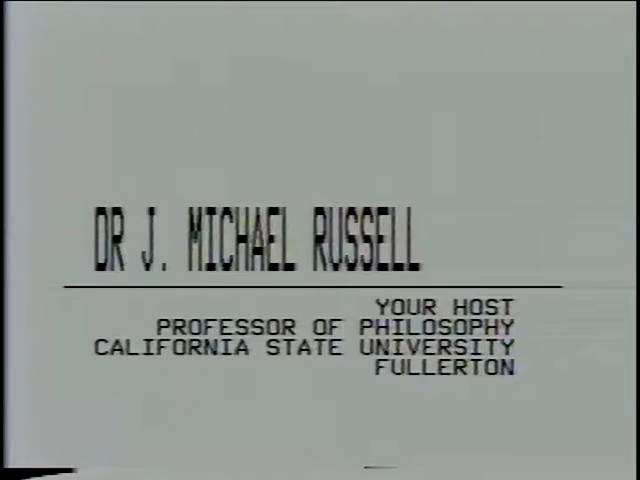 DR J. MICHAEL RUSSELL
YOUR HOST
PROFESSOR OF PHILOSOPHY
CALIFORNIA STATE UNIVERSITY
FULLERTON